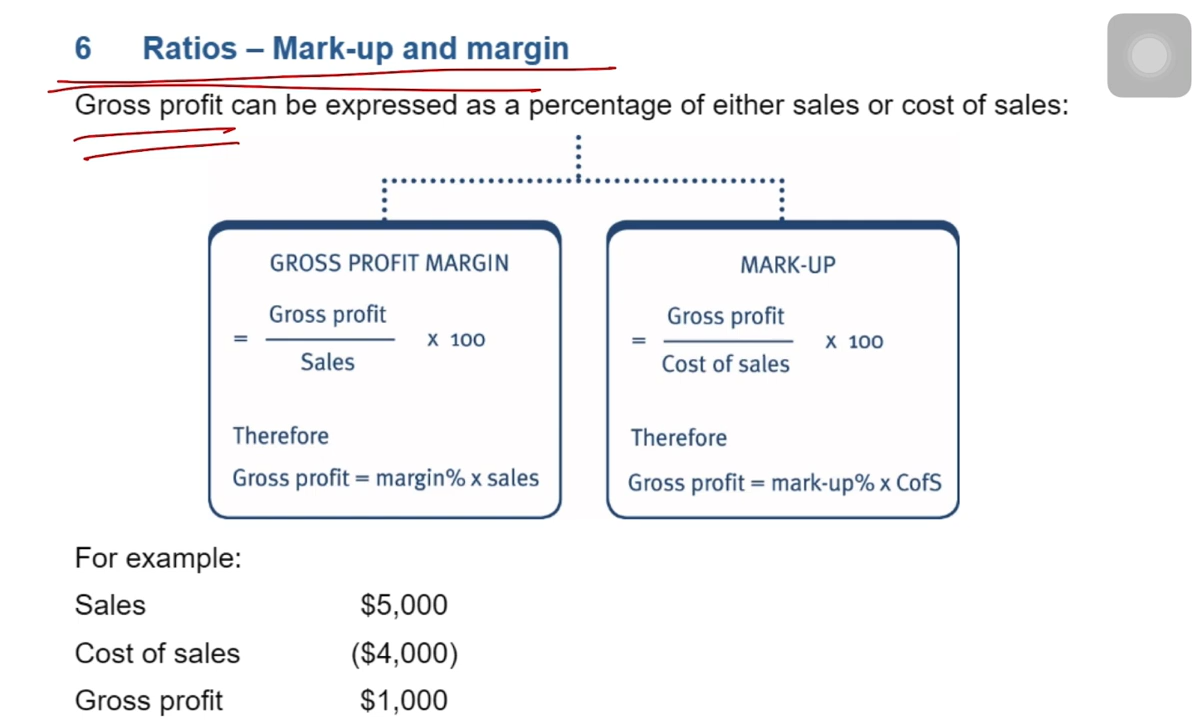 6 Ratios – Mark-up and margin
Gross profit can be expressed as a percentage of either sales or cost of sales:
GROSS PROFIT MARGIN
= Gross profit
Sales
X 100
Therefore
Gross profit = margin% x sales
MARK-UP
= Gross profit
Cost of sales
X 100
Therefore
Gross profit = mark-up% x CofS
For example:
Sales $5,000
Cost of sales ($4,000)
Gross profit $1,000